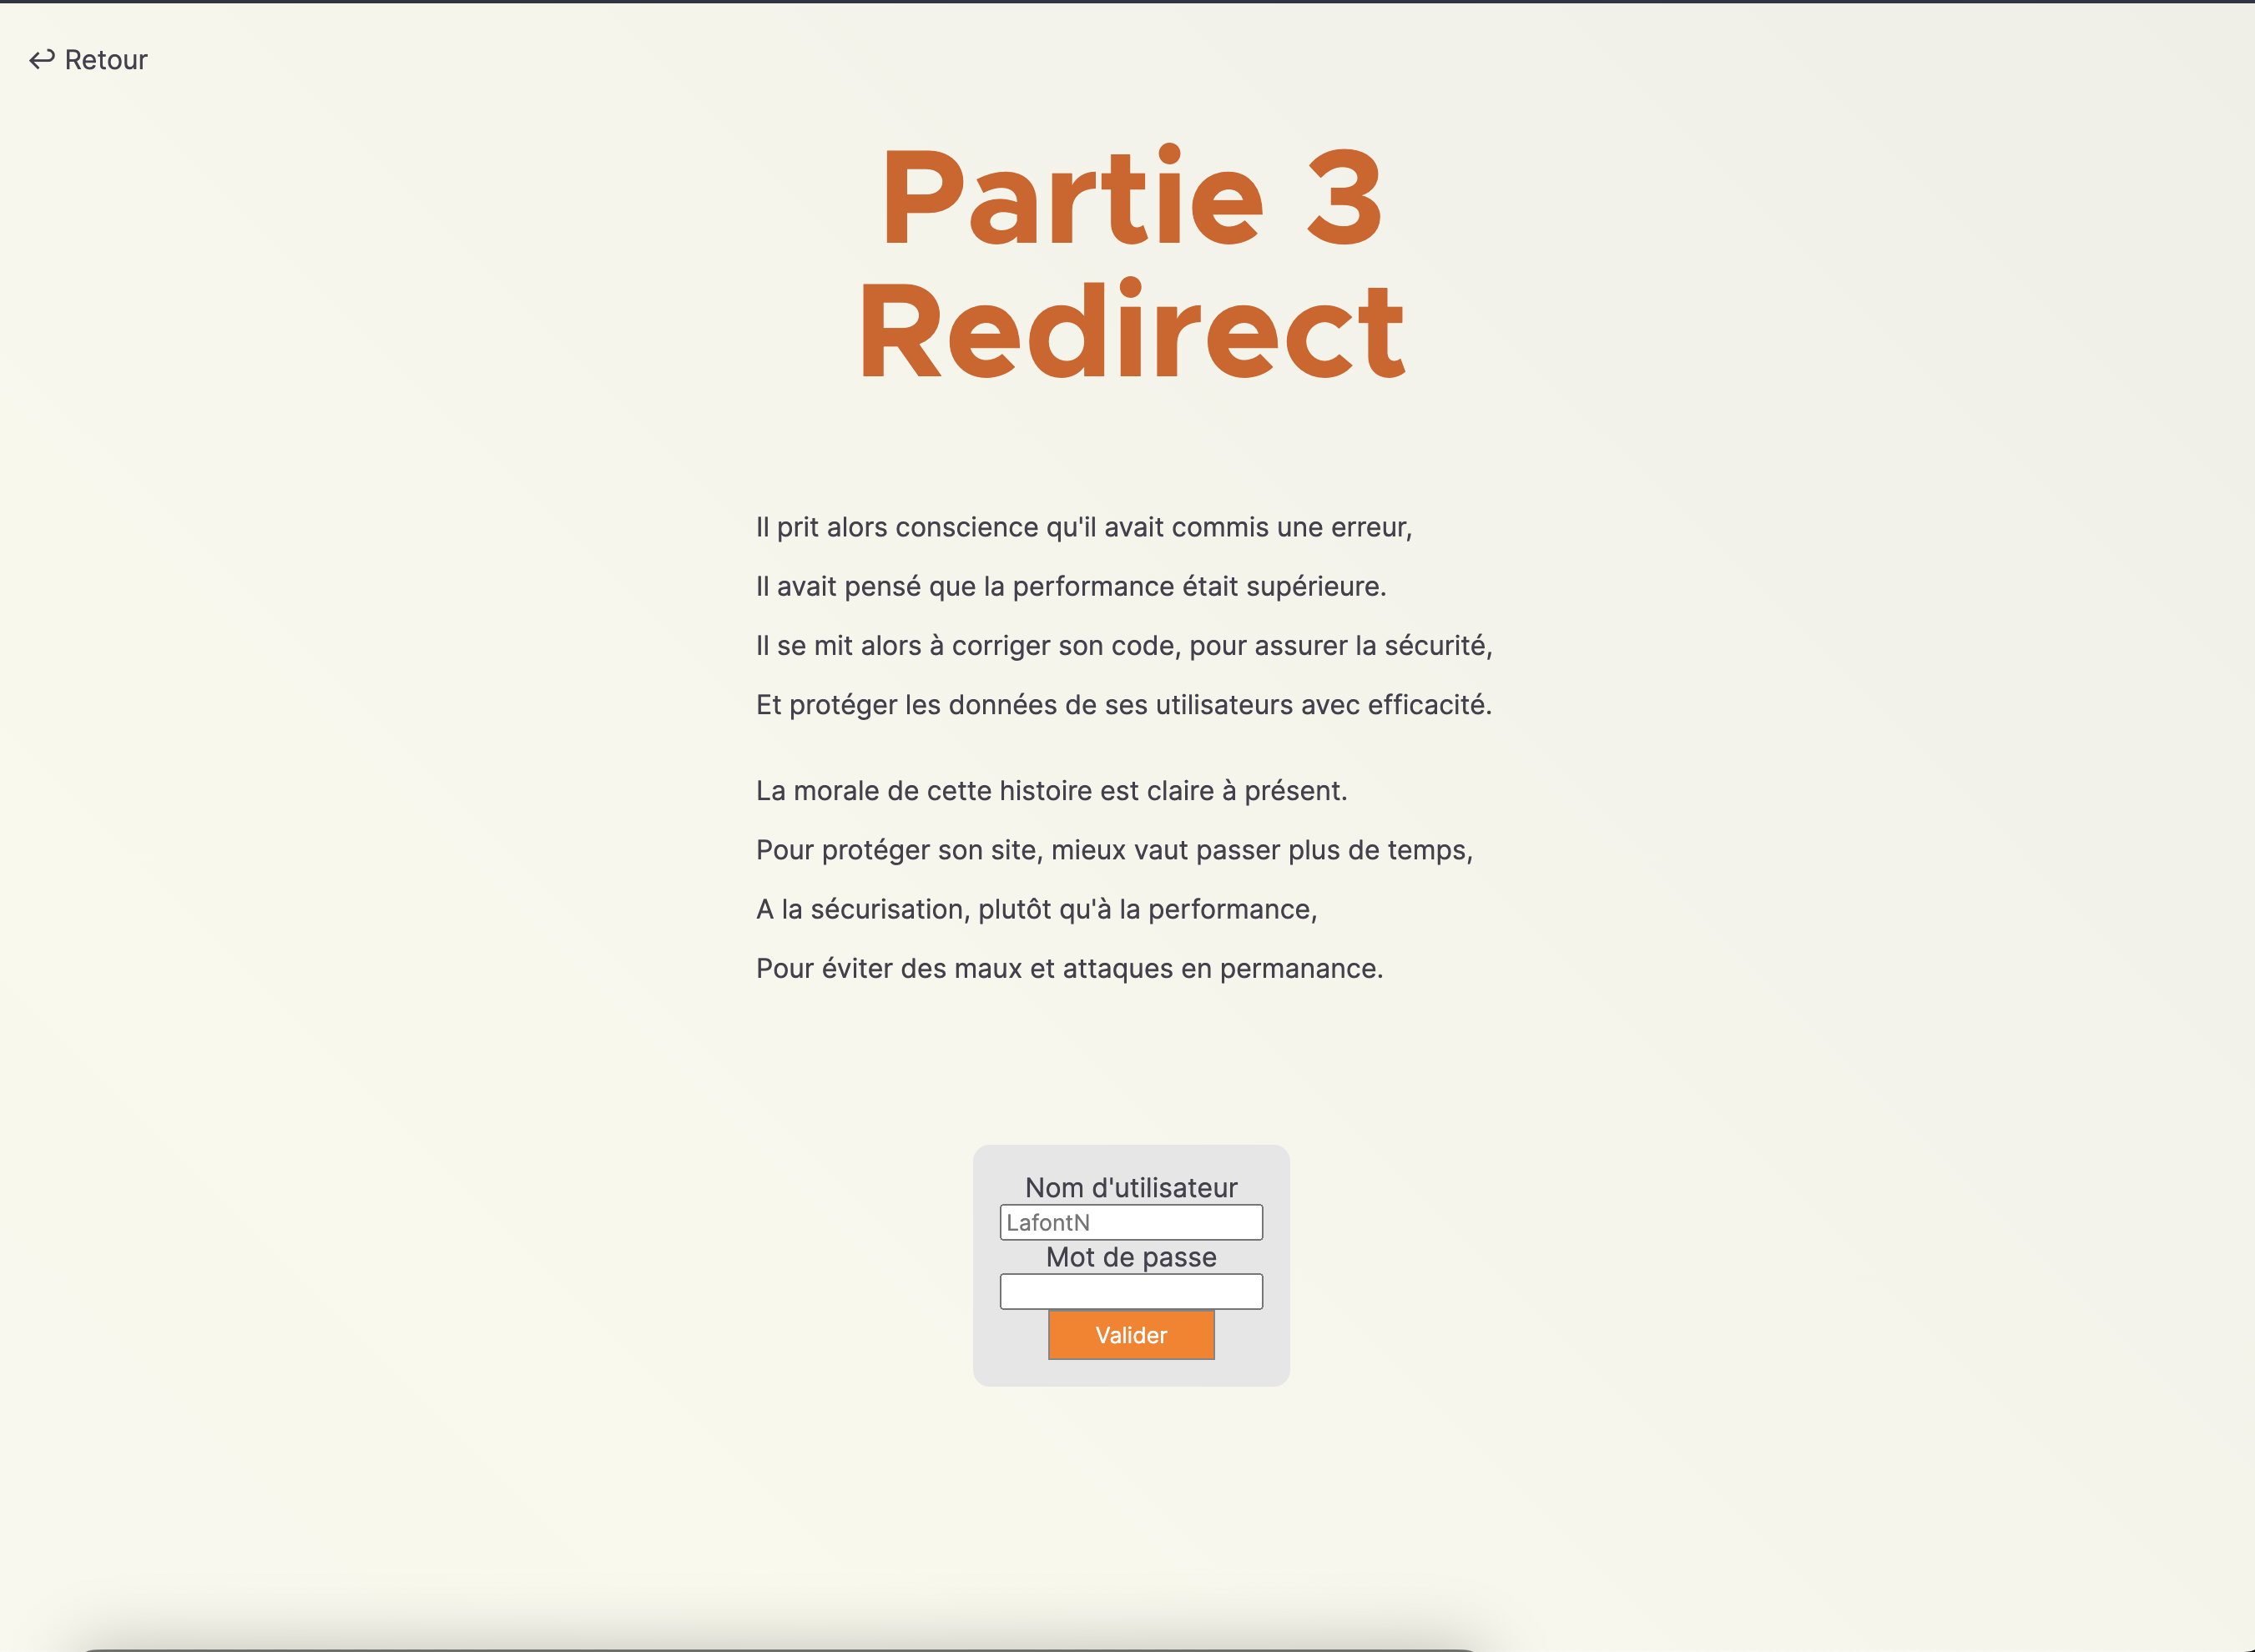 Retour
Partie 3
Redirect
Il prit alors conscience qu'il avait commis une erreur,
Il avait pensé que la performance était supérieure.
Il se mit alors à corriger son code, pour assurer la sécurité,
Et protéger les données de ses utilisateurs avec efficacité.
La morale de cette histoire est claire à présent.
Pour protéger son site, mieux vaut passer plus de temps,
A la sécurisation, plutôt qu'à la performance,
Pour éviter des maux et attaques en permanance.
Nom d'utilisateur
LafontN
Mot de passe
Valider